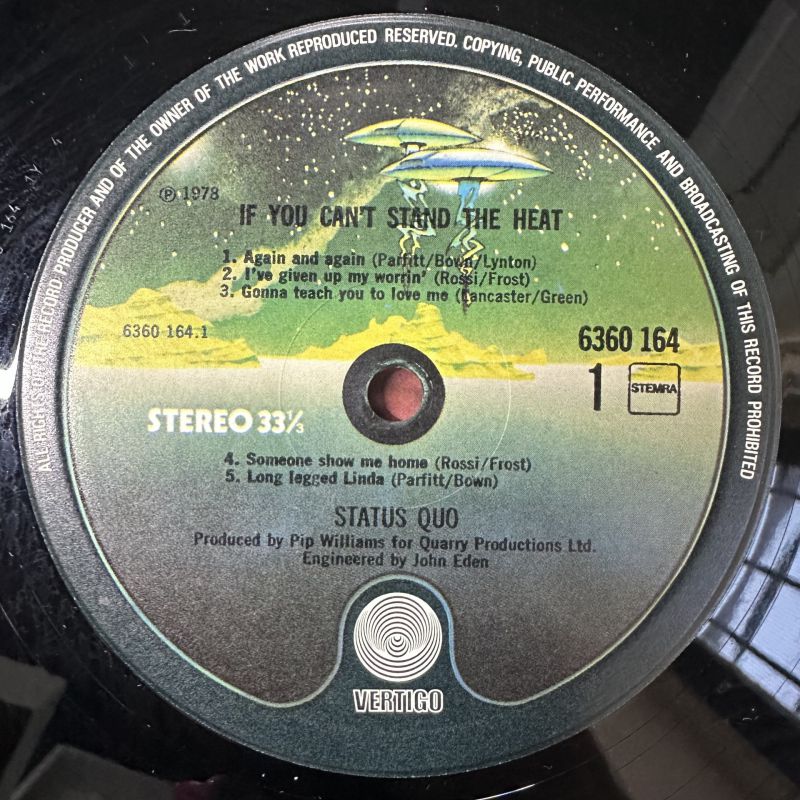 ALL RIGHTS OF THE RECORD PRODUCER AND OF THE OWNER OF THE WORK REPRODUCED RESERVED. COPYING, PUBLIC PERFORMANCE AND BROADCASTING OF THIS RECORD PROHIBITED
164 1Y 4
℗ 1978
IF YOU CAN'T STAND THE HEAT
1. Again and again (Parfitt/Bown/Lynton)
2. I've given up my worrin' (Rossi/Frost)
3. Gonna teach you to love me (Lancaster/Green)
6360 164.1
6360 164
1 STEMRA
STEREO 33⅓
4. Someone show me home (Rossi/Frost)
5. Long legged Linda (Parfitt/Bown)
STATUS QUO
Produced by Pip Williams for Quarry Productions Ltd.
Engineered by John Eden
VERTIGO